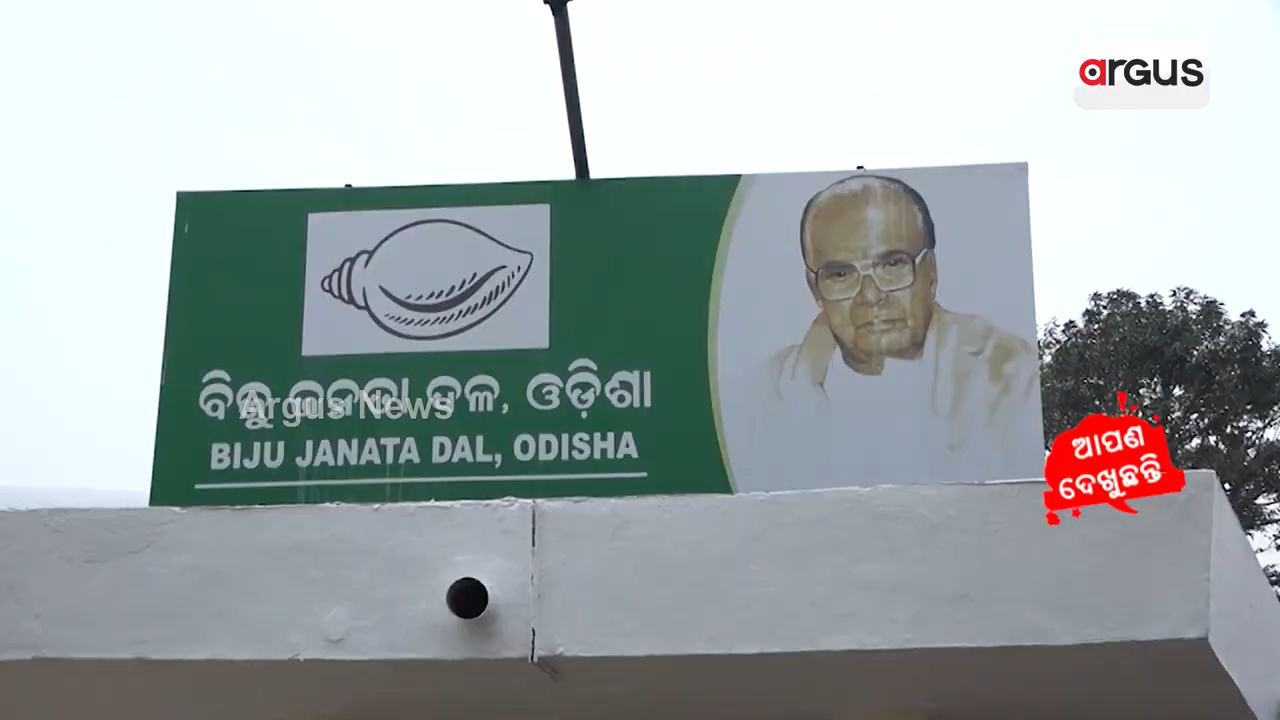 argus
ବିଜୁ ଜନତା ଦଳ, ଓଡ଼ିଶା
Argus News
BIJU JANATA DAL, ODISHA
ଆପଣ
ଦେଖୁଛନ୍ତି